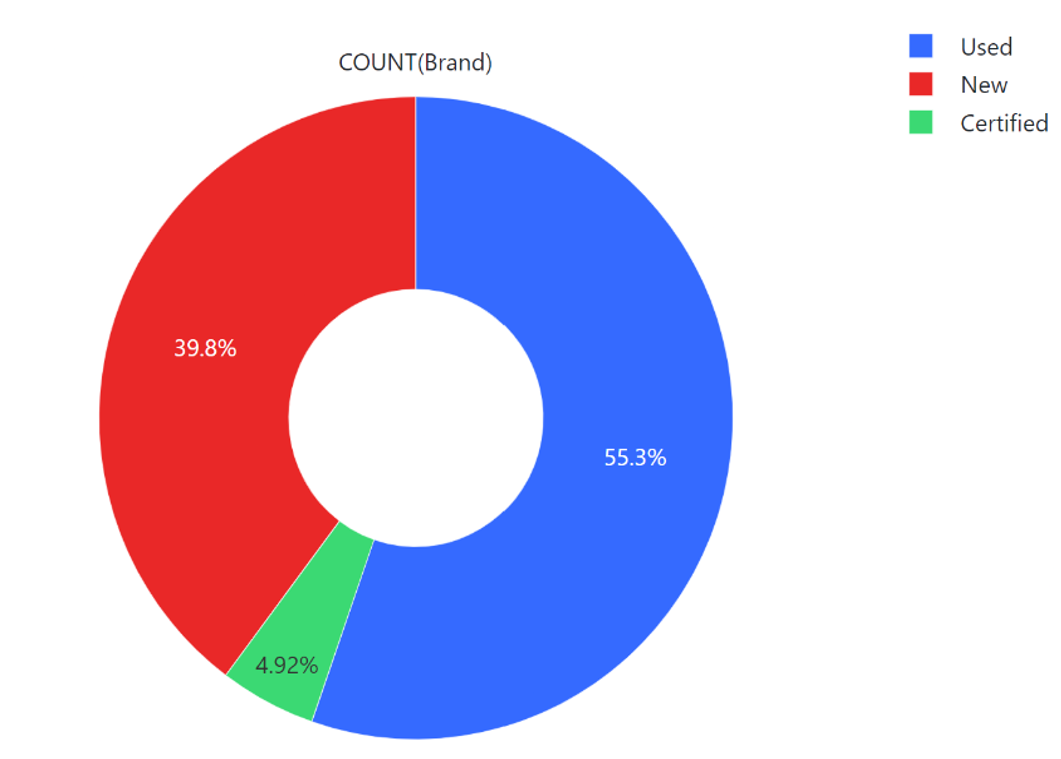 COUNT(Brand)
Used
New
Certified
39.8%
55.3%
4.92%